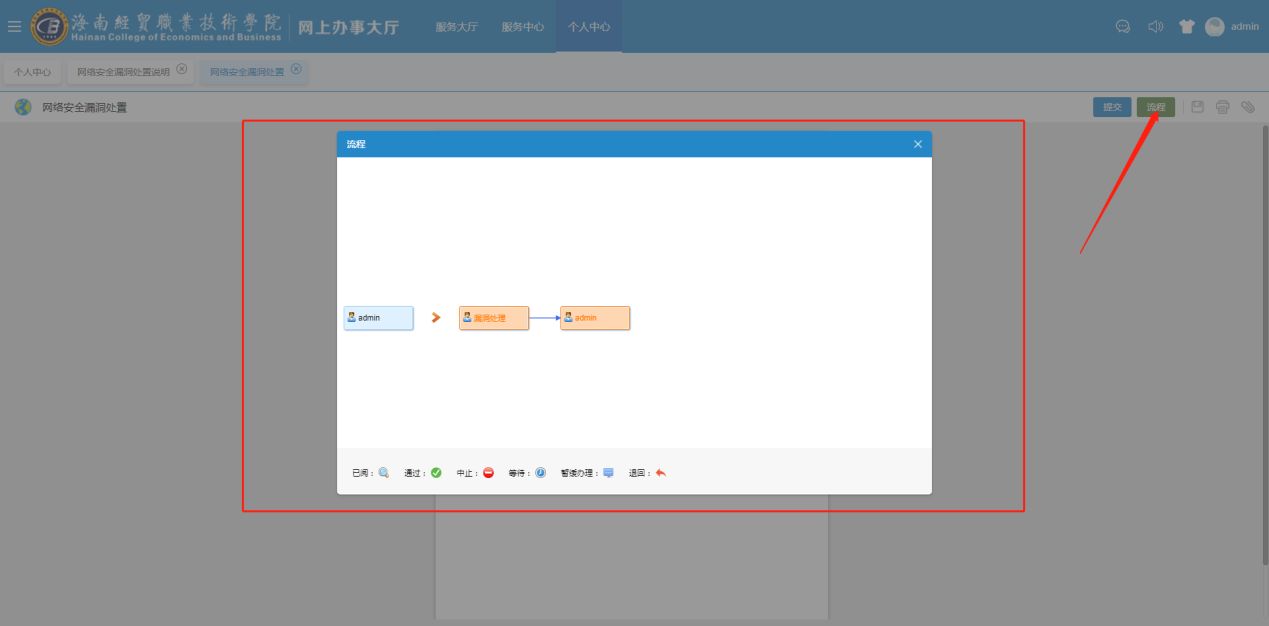 海南經貿職業技術學院
Hainan College of Economics and Business
网上办事大厅
服务大厅
服务中心
个人中心
admin
个人中心
网络安全漏洞处置说明
网络安全漏洞处置
网络安全漏洞处置
提交
流程
流程
admin
漏洞处理
admin
已阅：
通过：
中止：
等待：
暂缓办理：
退回：